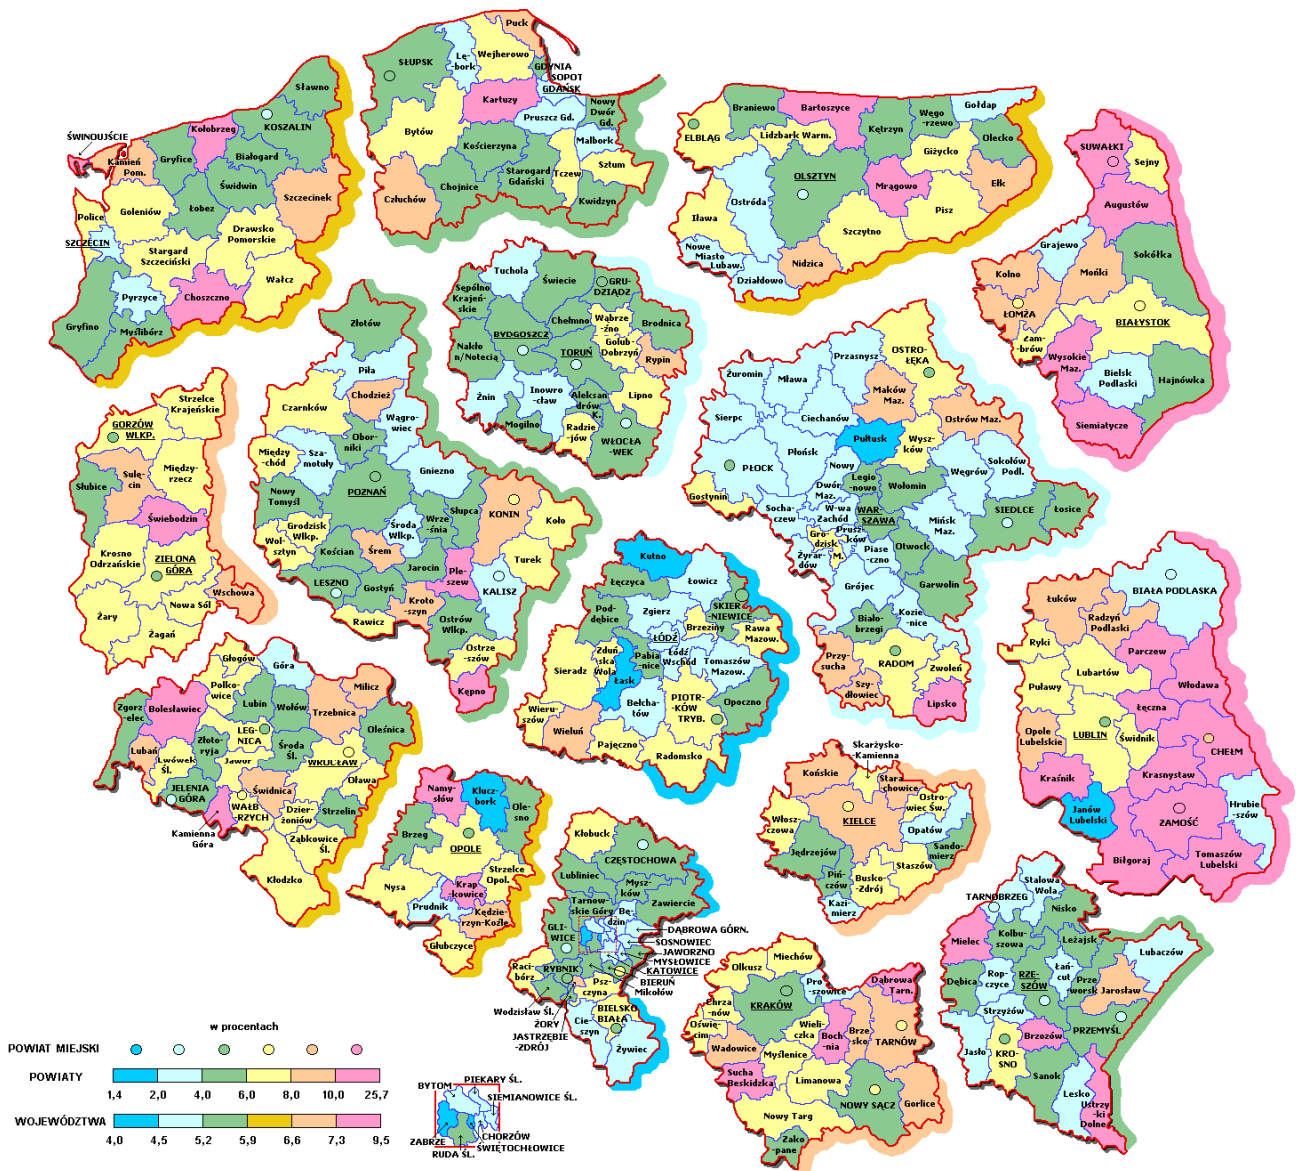 Puck
Wejherowo
Lę-
bork
SŁUPSK
GDYNIA
SOPOT
GDAŃSK
Kartuzy
Nowy
Dwór
Gd.
Pruszcz Gd.
Bytów
Malbork
Kościerzyna
Sztum
Tczew
Starogard
Gdański
Chojnice
Człuchów
Kwidzyn
Sławno
KOSZALIN
Kołobrzeg
ŚWINOUJŚCIE
Kamień
Pom.
Gryfice
Białogard
Świdwin
Szczecinek
Łobez
Goleniów
Police
Drawsko
Pomorskie
SZCZECIN
Stargard
Szczeciński
Wałcz
Pyrzyce
Choszczno
Gryfino
Myślibórz
Braniewo
Bartoszyce
Węgo
-rzewo
Gołdap
ELBLĄG
Lidzbark Warm.
Kętrzyn
Olecko
Giżycko
OLSZTYN
Mrągowo
Ełk
Ostróda
Pisz
Iława
Szczytno
Nowe
Miasto
Lubaw.
Nidzica
Działdowo
SUWAŁKI
Sejny
Augustów
Grajewo
Sokółka
Kolno
Mońki
ŁOMŻA
BIAŁYSTOK
Zam-
brów
Wysokie
Maz.
Bielsk
Podlaski
Hajnówka
Siemiatycze
Tuchola
Świecie
GRU-
DZIĄDZ
Sępólno
Krajeń-
skie
Chełmno
Wąbrze-
źno
Brodnica
BYDGOSZCZ
TORUŃ
Golub-
Dobrzyń
Rypin
Nakło
n/Notecią
Żnin
Inowro
-cław
Aleksan
drów
K.
Lipno
Mogilno
Radzie
-jów
WŁOCŁA
-WEK
Złotów
Piła
Chodzież
Czarnków
Wągro-
wiec
Obor-
niki
Między
-chód
Sza-
motuły
Gniezno
POZNAŃ
Nowy
Tomyśl
Słupca
KONIN
Wrze-
śnia
Koło
Grodzisk
Wlkp.
Środa
Wlkp.
Wol-
sztyn
Kościan
Śrem
Turek
Jarocin
Ple-
szew
LESZNO
Gostyń
KALISZ
Kroto-
szyn
Rawicz
Ostrów
Wlkp.
Ostrze-
szów
Kępno
Strzelce
Krajeńskie
GORZÓW
WLKP.
Między-
rzecz
Sulę-
cin
Słubice
Świebodzin
Krosno
Odrzańskie
ZIELONA
GÓRA
Wschowa
Nowa Sól
Żary
Żagań
Przasnysz
OSTRO-
ŁĘKA
Żuromin
Mława
Maków
Maz.
Ostrów Maz.
Sierpc
Ciechanów
Pułtusk
Wysz-
ków
Płońsk
PŁOCK
Nowy
Dwór
Maz.
Legio
-nowo
Wołomin
Węgrów
Sokołów
Podl.
Gostynin
Socha-
czew
W-wa
Zachód
WAR-
SZAWA
SIEDLCE
Łosice
Mińsk
Maz.
Prusz
ków
Gro-
dzisk
M.
Żyrar-
dów
Piase
-czno
Otwock
Grójec
Garwolin
Biało-
brzegi
Kozie
-nice
Przy-
sucha
RADOM
Zwoleń
Szy-
dłowiec
Lipsko
Kutno
Łęczyca
Łowicz
Pod-
dębice
Zgierz
SKIER
-NIEWICE
Brzeziny
ŁÓDŹ
Rawa
Mazow.
Zduń
ska
Wola
Pabia
-nice
Łódź
Wschód
Sieradz
Łask
Tomaszów
Mazow.
Wieru-
szów
Bełcha-
tów
PIOTR-
KÓW
TRYB.
Opoczno
Wieluń
Pajęczno
Radomsko
BIAŁA PODLASKA
Łuków
Radzyń
Podlaski
Ryki
Parczew
Lubartów
Włodawa
Puławy
Łęczna
Opole
Lubelskie
LUBLIN
Świdnik
CHEŁM
Kraśnik
Krasnystaw
Janów
Lubelski
ZAMOŚĆ
Hrubie
-szów
Biłgoraj
Tomaszów
Lubelski
Głogów
Góra
Polko-
wice
Milicz
Bolesławiec
Lubin
Wołów
Trzebnica
Zgorz
-elec
LEG-
NICA
Oleśnica
Złoto-
ryja
Środa
Śl.
Lubań
Lwówek
Śl.
Jawor
WROCŁAW
Oława
JELENIA
GÓRA
Świdnica
WAŁB
RZYCH
Strzelin
Dzier-
żoniów
Kamienna
Góra
Ząbkowice
Śl.
Kłodzko
Namy-
słów
Klucz-
bork
Ole-
sno
Brzeg
OPOLE
Strzelce
Opol.
Nysa
Krap
-kowice
Prudnik
Kędzie-
rzyn-Koźle
Głubczyce
Kłobuck
CZĘSTOCHOWA
Lubliniec
Mysz-
ków
Tarnow-
skie Góry
Zawiercie
Bę-
dzin
GLI-
WICE
DĄBROWA GÓRN.
SOSNOWIEC
JAWORZNO
MYSŁOWICE
KATOWICE
BIERUŃ
Mikołów
Raci-
bórz
RYBNIK
Psz-
czyna
Wodzisław Śl.
ŻORY
JASTRZĘBIE
-ZDRÓJ
BIELSKO
BIAŁA
Cie-
szyn
Żywiec
Skarżysko-
Kamienna
Końskie
Stara
chowice
KIELCE
Ostro-
wiec Św.
Włosz
czowa
Opatów
Jędrzejów
Sando-
mierz
Staszów
Piń-
czów
Busko-
-Zdrój
Kazi-
mierz
Miechów
Olkusz
Pro-
szowice
Dąbrowa
Tarn.
Chrza
-nów
KRAKÓW
Oświę-
cim
Wieli-
czka
Boch-
nia
Brze-
sko
TARNÓW
Wadowice
Myślenice
Sucha
Beskidzka
Limanowa
NOWY SĄCZ
Gorlice
Nowy Targ
Zako
-pane
Stalowa
Wola
TARNOBRZEG
Nisko
Mielec
Kolbu-
szowa
Leżajsk
Lubaczów
Dębica
Rop-
czyce
RZE-
SZÓW
Łań-
cut
Prze
worsk
Jarosław
Strzyżów
PRZEMYŚL
Jasło
KRO-
SNO
Brzozów
Sanok
Lesko
Ustrzy
-ki
Dolne
w procentach
POWIAT MIEJSKI
POWIATY
1,4 2,0 4,0 6,0 8,0 10,0 25,7
WOJEWÓDZTWA
4,0 4,5 5,2 5,9 6,6 7,3 9,5
BYTOM
PIEKARY ŚL.
SIEMIANOWICE ŚL.
ZABRZE
CHORZÓW
ŚWIĘTOCHŁOWICE
RUDA ŚL.